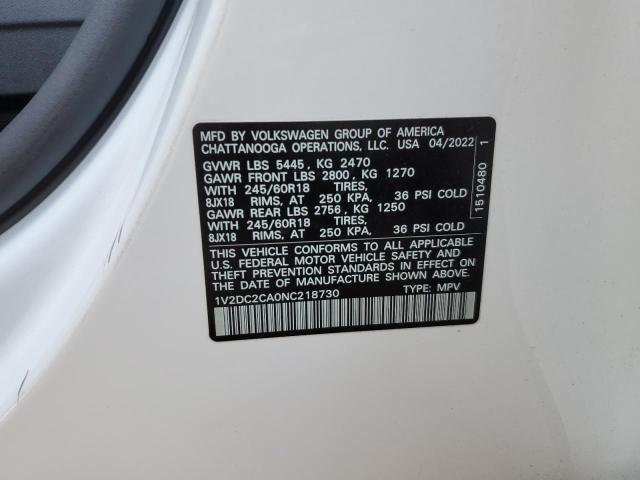 MFD BY VOLKSWAGEN GROUP OF AMERICA
CHATTANOOGA OPERATIONS, LLC. USA 04/2022
GVWR LBS 5445, KG 2470
GAWR FRONT LBS 2800, KG 1270
WITH 245/60R18 TIRES,
8JX18 RIMS, AT 250 KPA, 36 PSI COLD
GAWR REAR LBS 2756, KG 1250
WITH 245/60R18 TIRES,
8JX18 RIMS, AT 250 KPA, 36 PSI COLD
THIS VEHICLE CONFORMS TO ALL APPLICABLE
U.S. FEDERAL MOTOR VEHICLE SAFETY AND
THEFT PREVENTION STANDARDS IN EFFECT ON
THE DATE OF MANUFACTURE SHOWN ABOVE.
1V2DC2CA0NC218730 TYPE: MPV
1510480 1